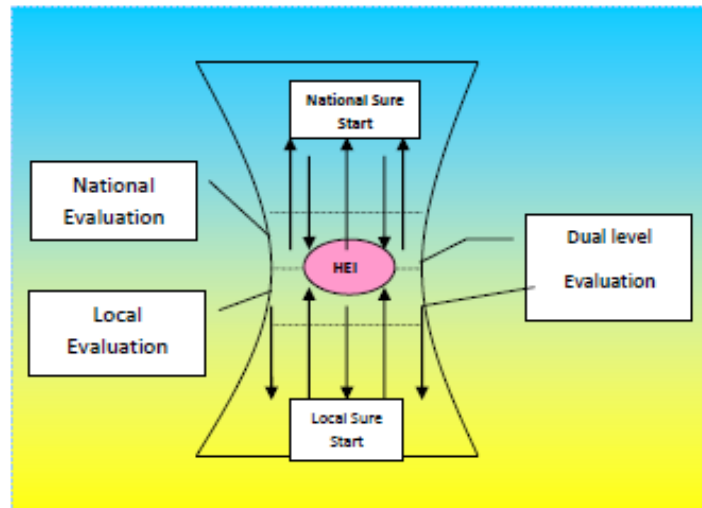 National Sure
Start
National
Evaluation
HEI
Dual level
Evaluation
Local
Evaluation
Local Sure
Start